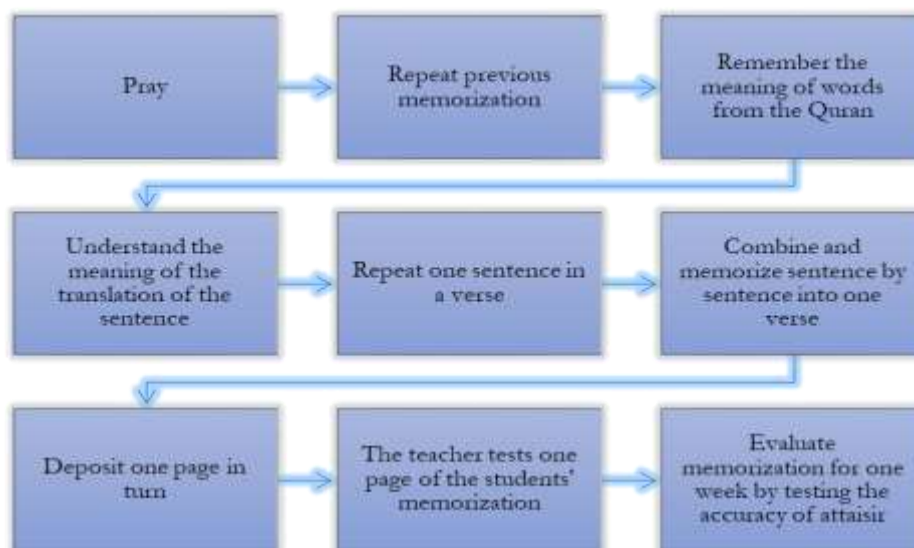 Pray
Repeat previous
memorization
Remember the
meaning of words
from the Quran
Understand the
meaning of the
translation of the
sentence
Repeat one sentence in
a verse
Combine and
memorize sentence by
sentence into one
verse
Deposit one page in
turn
The teacher tests one
page of the students'
memorization
Evaluate
memorization for one
week by testing the
accuracy of attaisir